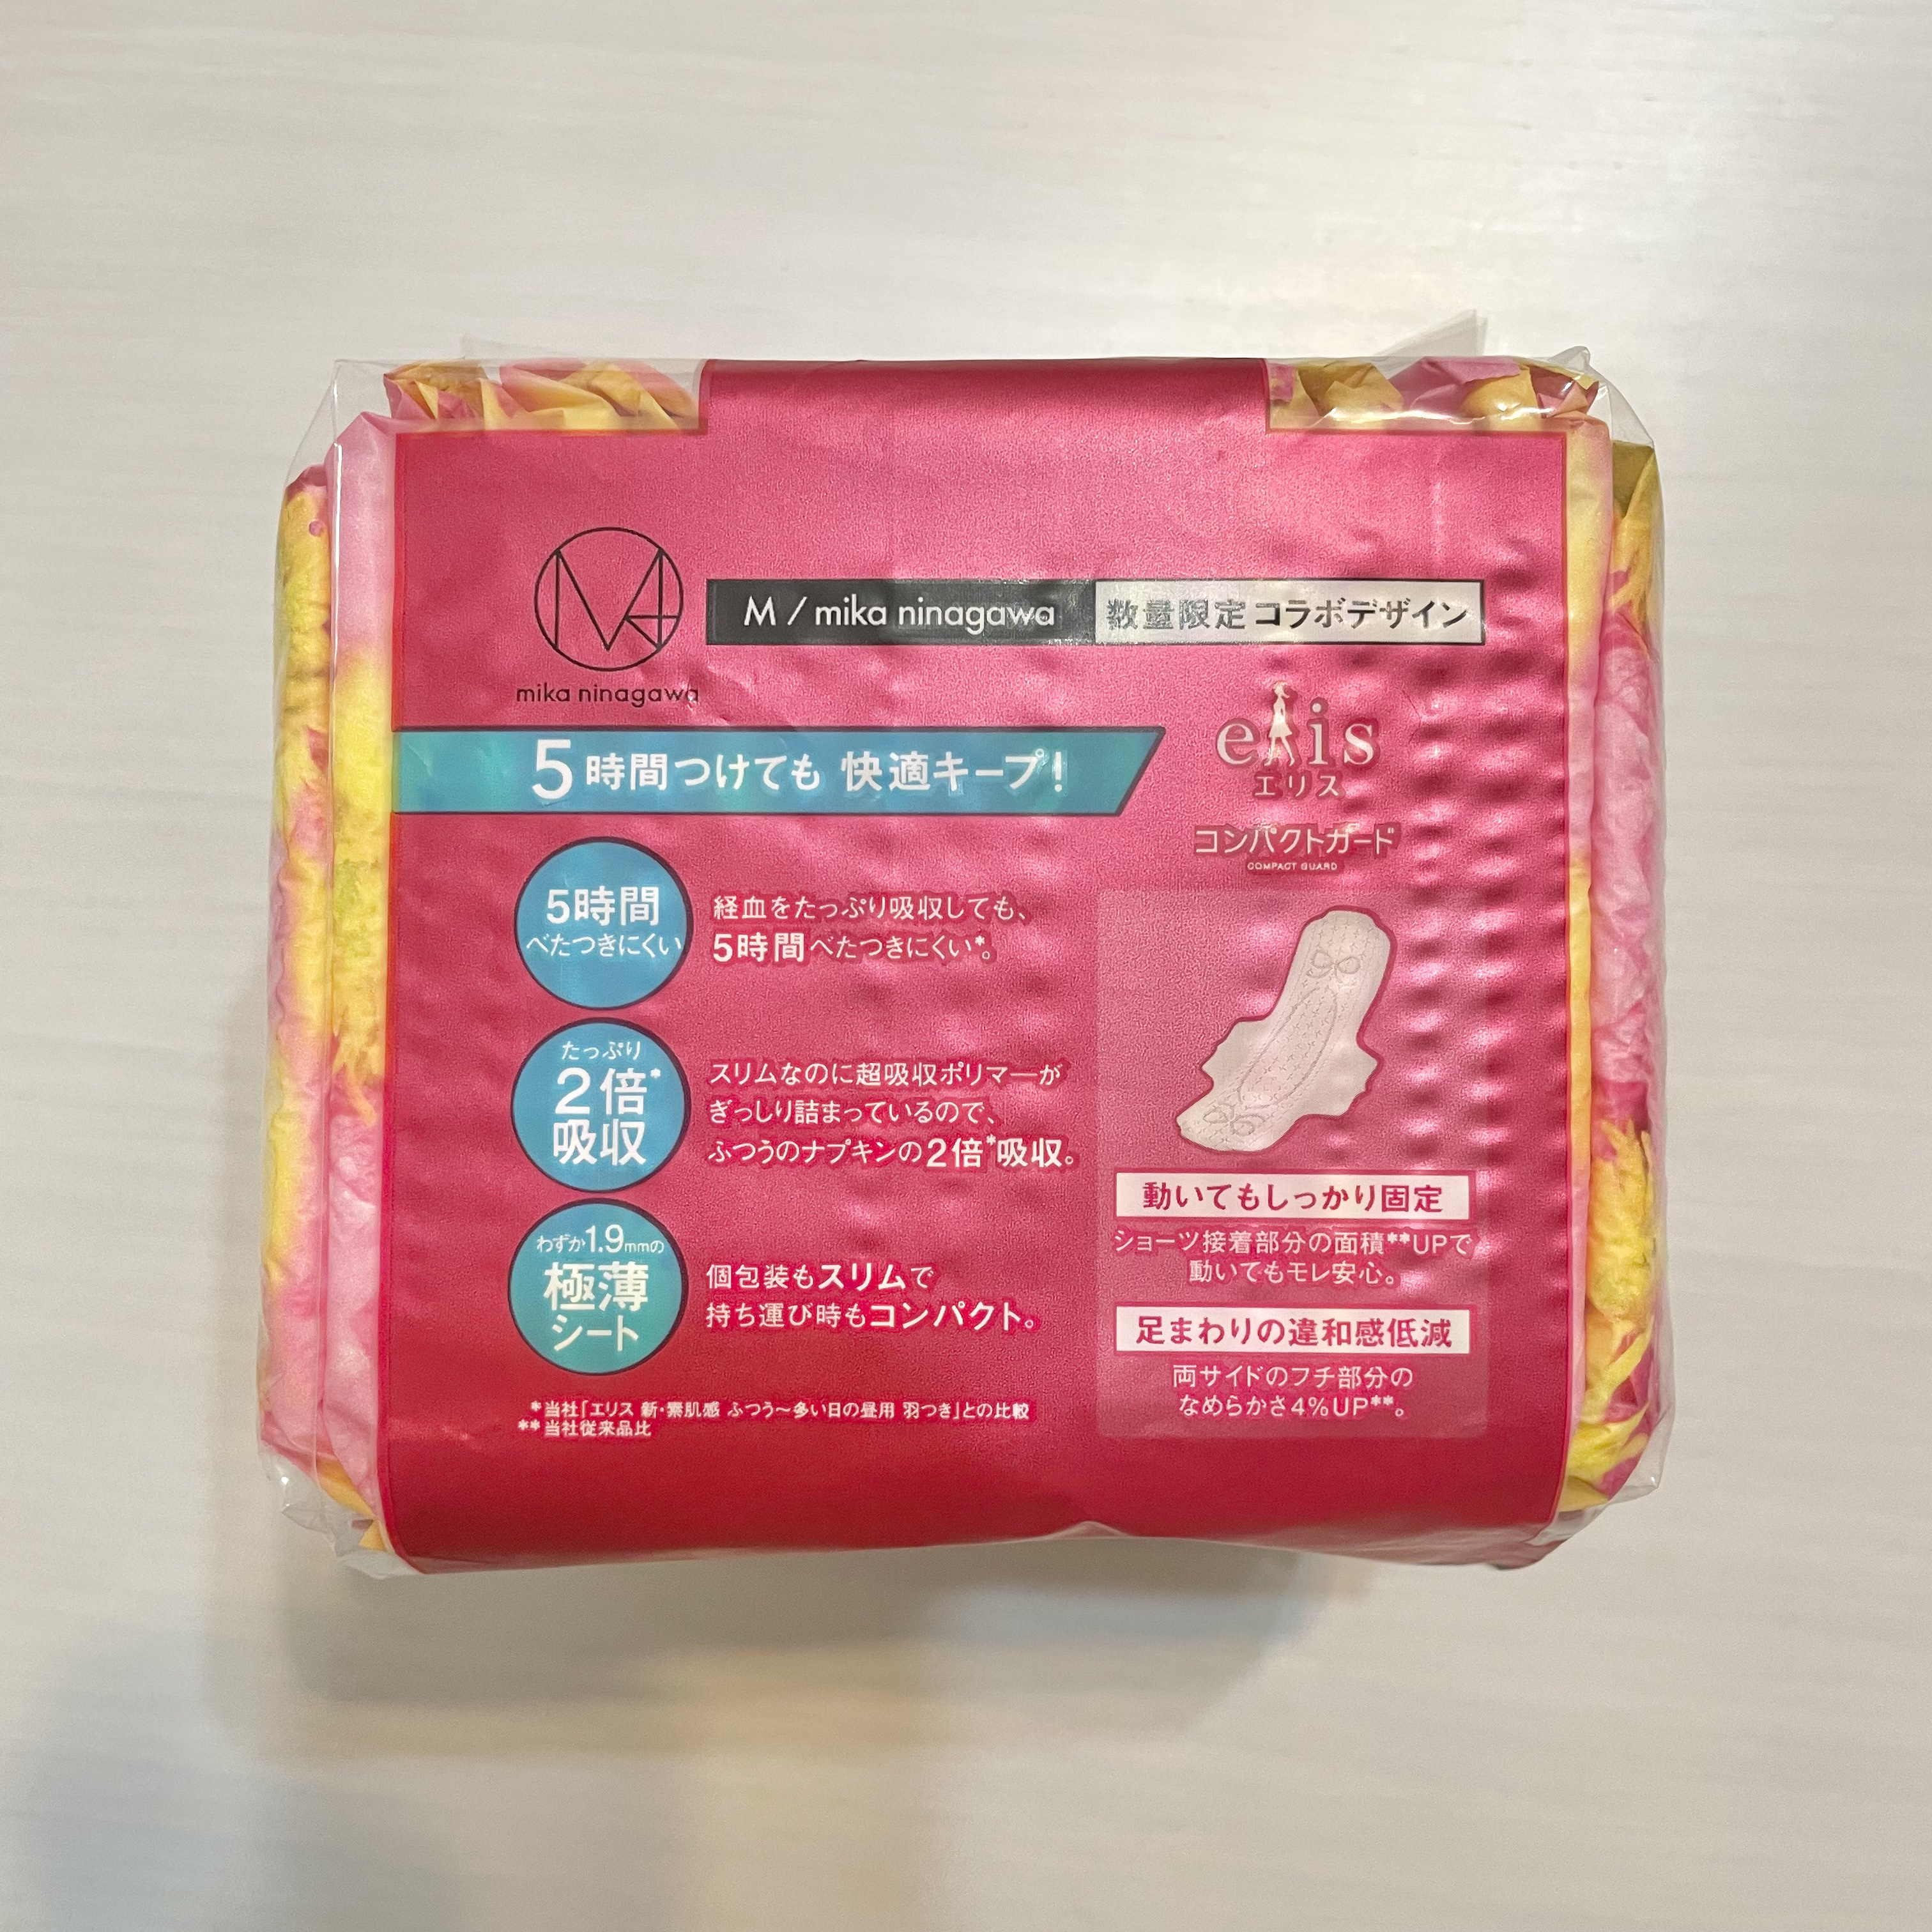 mika ninagawa
M / mika ninagawa 数量限定コラボデザイン
elis
エリス
コンパクトガード
COMPACT GUARD
5時間つけても 快適キープ!
5時間
べたつきにくい
経血をたっぷり吸収しても、
5時間べたつきにくい*。
たっぷり
2倍*
吸収
スリムなのに超吸収ポリマーが
ぎっしり詰まっているので、
ふつうのナプキンの2倍*吸収。
わずか1.9mmの
極薄
シート
個包装もスリムで
持ち運び時もコンパクト。
*当社「エリス 新・素肌感 ふつう〜多い日の昼用 羽つき」との比較
**当社従来品比
動いてもしっかり固定
ショーツ接着部分の面積**UPで
動いてもモレ安心。
足まわりの違和感低減
両サイドのフチ部分の
なめらかさ4%UP**。